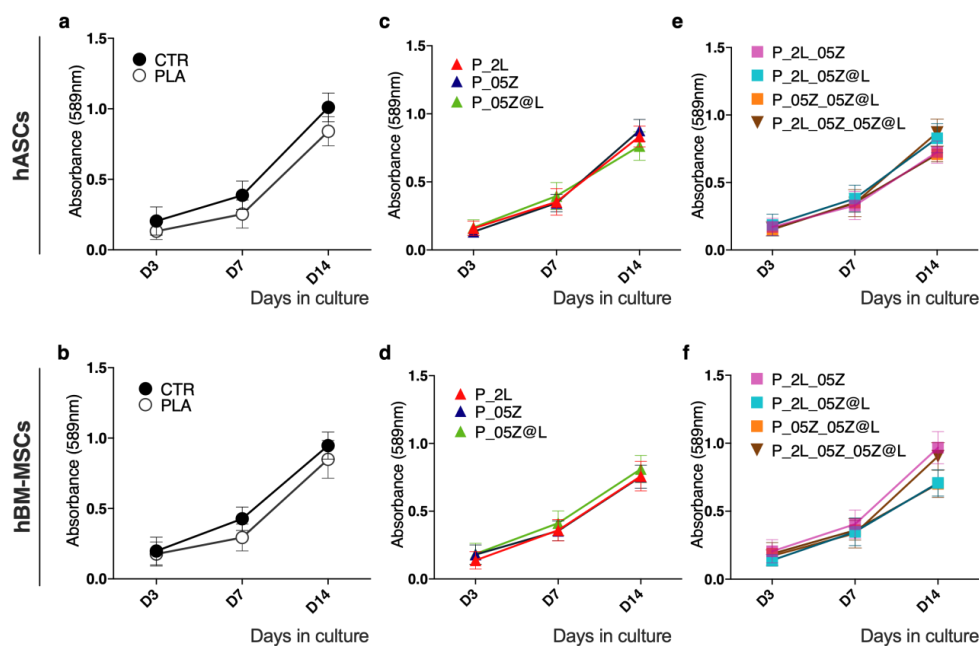 hASCs
a
1.5
1.0
0.5
0.0
Absorbance (589nm)
CTR
PLA
D3
D7
D14
Days in culture
c
1.5
1.0
0.5
0.0
Absorbance (589nm)
P_2L
P_05Z
P_05Z@L
D3
D7
D14
Days in culture
e
1.5
1.0
0.5
0.0
Absorbance (589nm)
P_2L_05Z
P_2L_05Z@L
P_05Z_05Z@L
P_2L_05Z_05Z@L
D3
D7
D14
Days in culture
hBM-MSCs
b
1.5
1.0
0.5
0.0
Absorbance (589nm)
CTR
PLA
D3
D7
D14
Days in culture
d
1.5
1.0
0.5
0.0
Absorbance (589nm)
P_2L
P_05Z
P_05Z@L
D3
D7
D14
Days in culture
f
1.5
1.0
0.5
0.0
Absorbance (589nm)
P_2L_05Z
P_2L_05Z@L
P_05Z_05Z@L
P_2L_05Z_05Z@L
D3
D7
D14
Days in culture